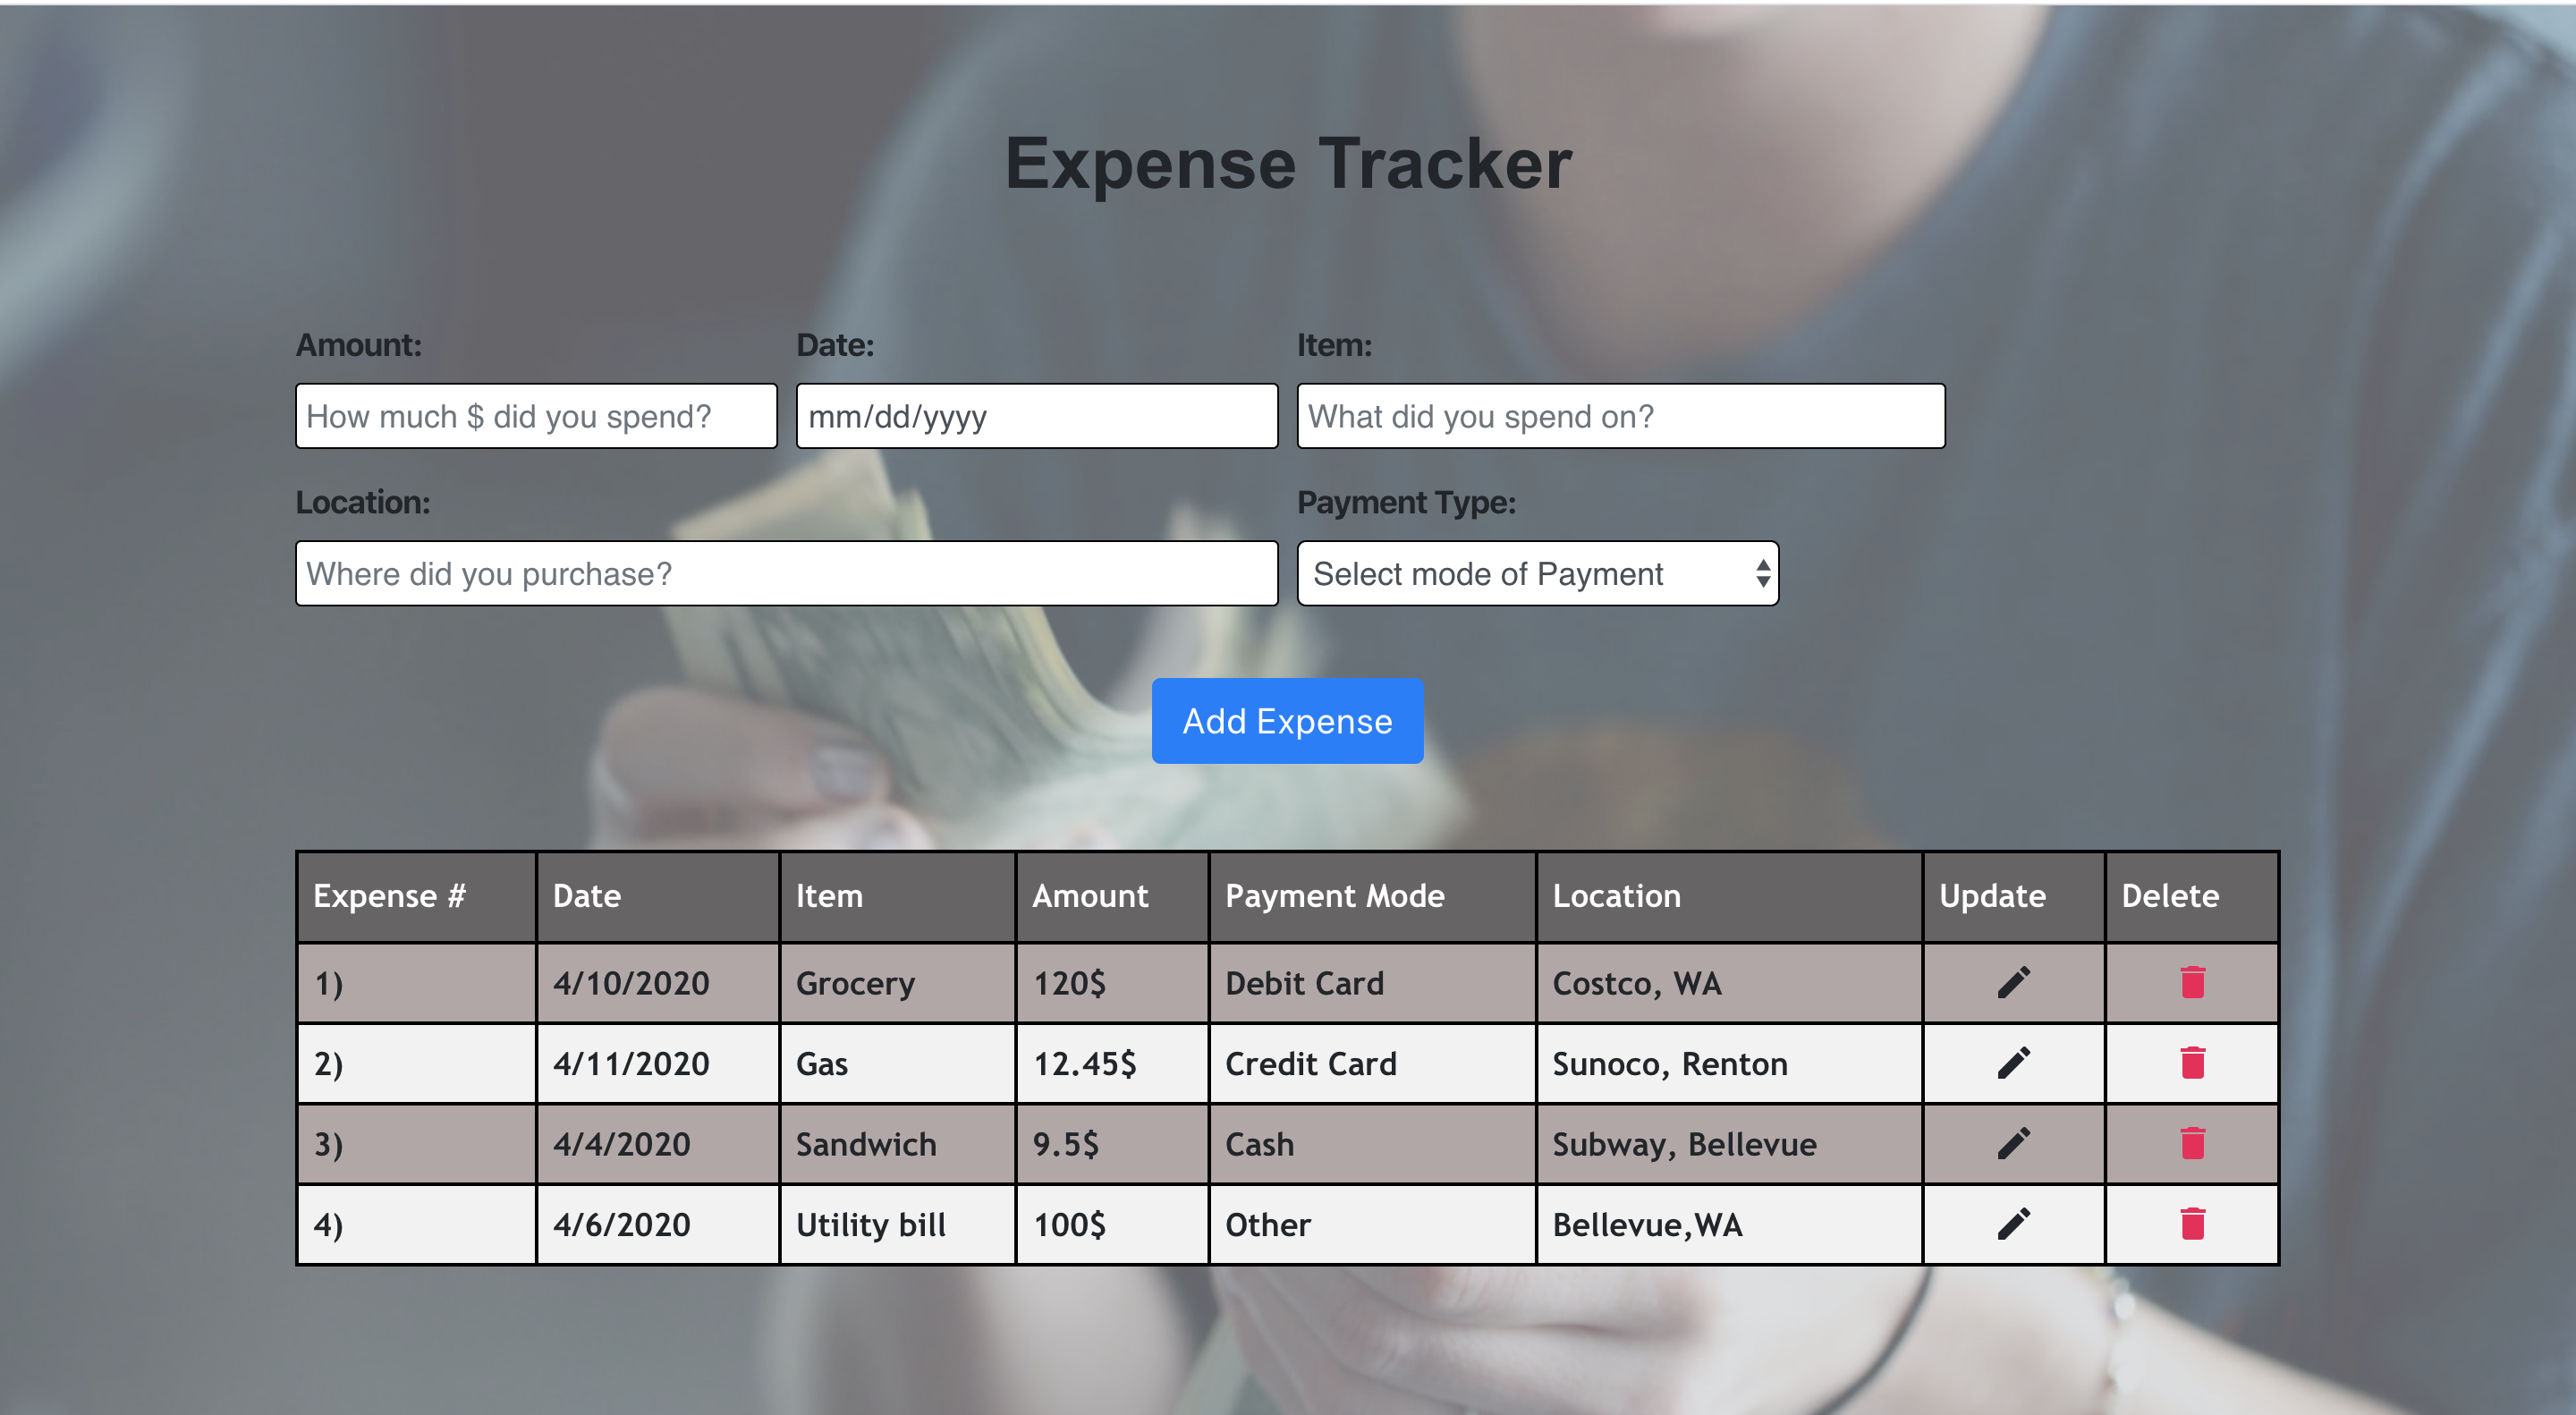 Expense Tracker
Amount: Date: Item:
How much $ did you spend? mm/dd/yyyy What did you spend on?
Location: Payment Type:
Where did you purchase? Select mode of Payment
Add Expense
Expense # Date Item Amount Payment Mode Location Update Delete
1) 4/10/2020 Grocery 120$ Debit Card Costco, WA
2) 4/11/2020 Gas 12.45$ Credit Card Sunoco, Renton
3) 4/4/2020 Sandwich 9.5$ Cash Subway, Bellevue
4) 4/6/2020 Utility bill 100$ Other Bellevue,WA